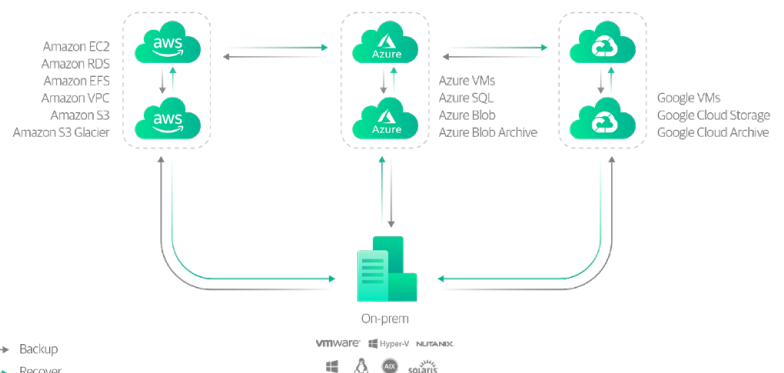 aws
Azure
Amazon EC2
Amazon RDS
Amazon EFS
Amazon VPC
Amazon S3
Amazon S3 Glacier
aws
Azure VMs
Azure SQL
Azure Blob
Azure Blob Archive
Azure
Google VMs
Google Cloud Storage
Google Cloud Archive
On-prem
vmware®
Hyper-V
NUTANIX
AIX
solaris
Backup
Recover